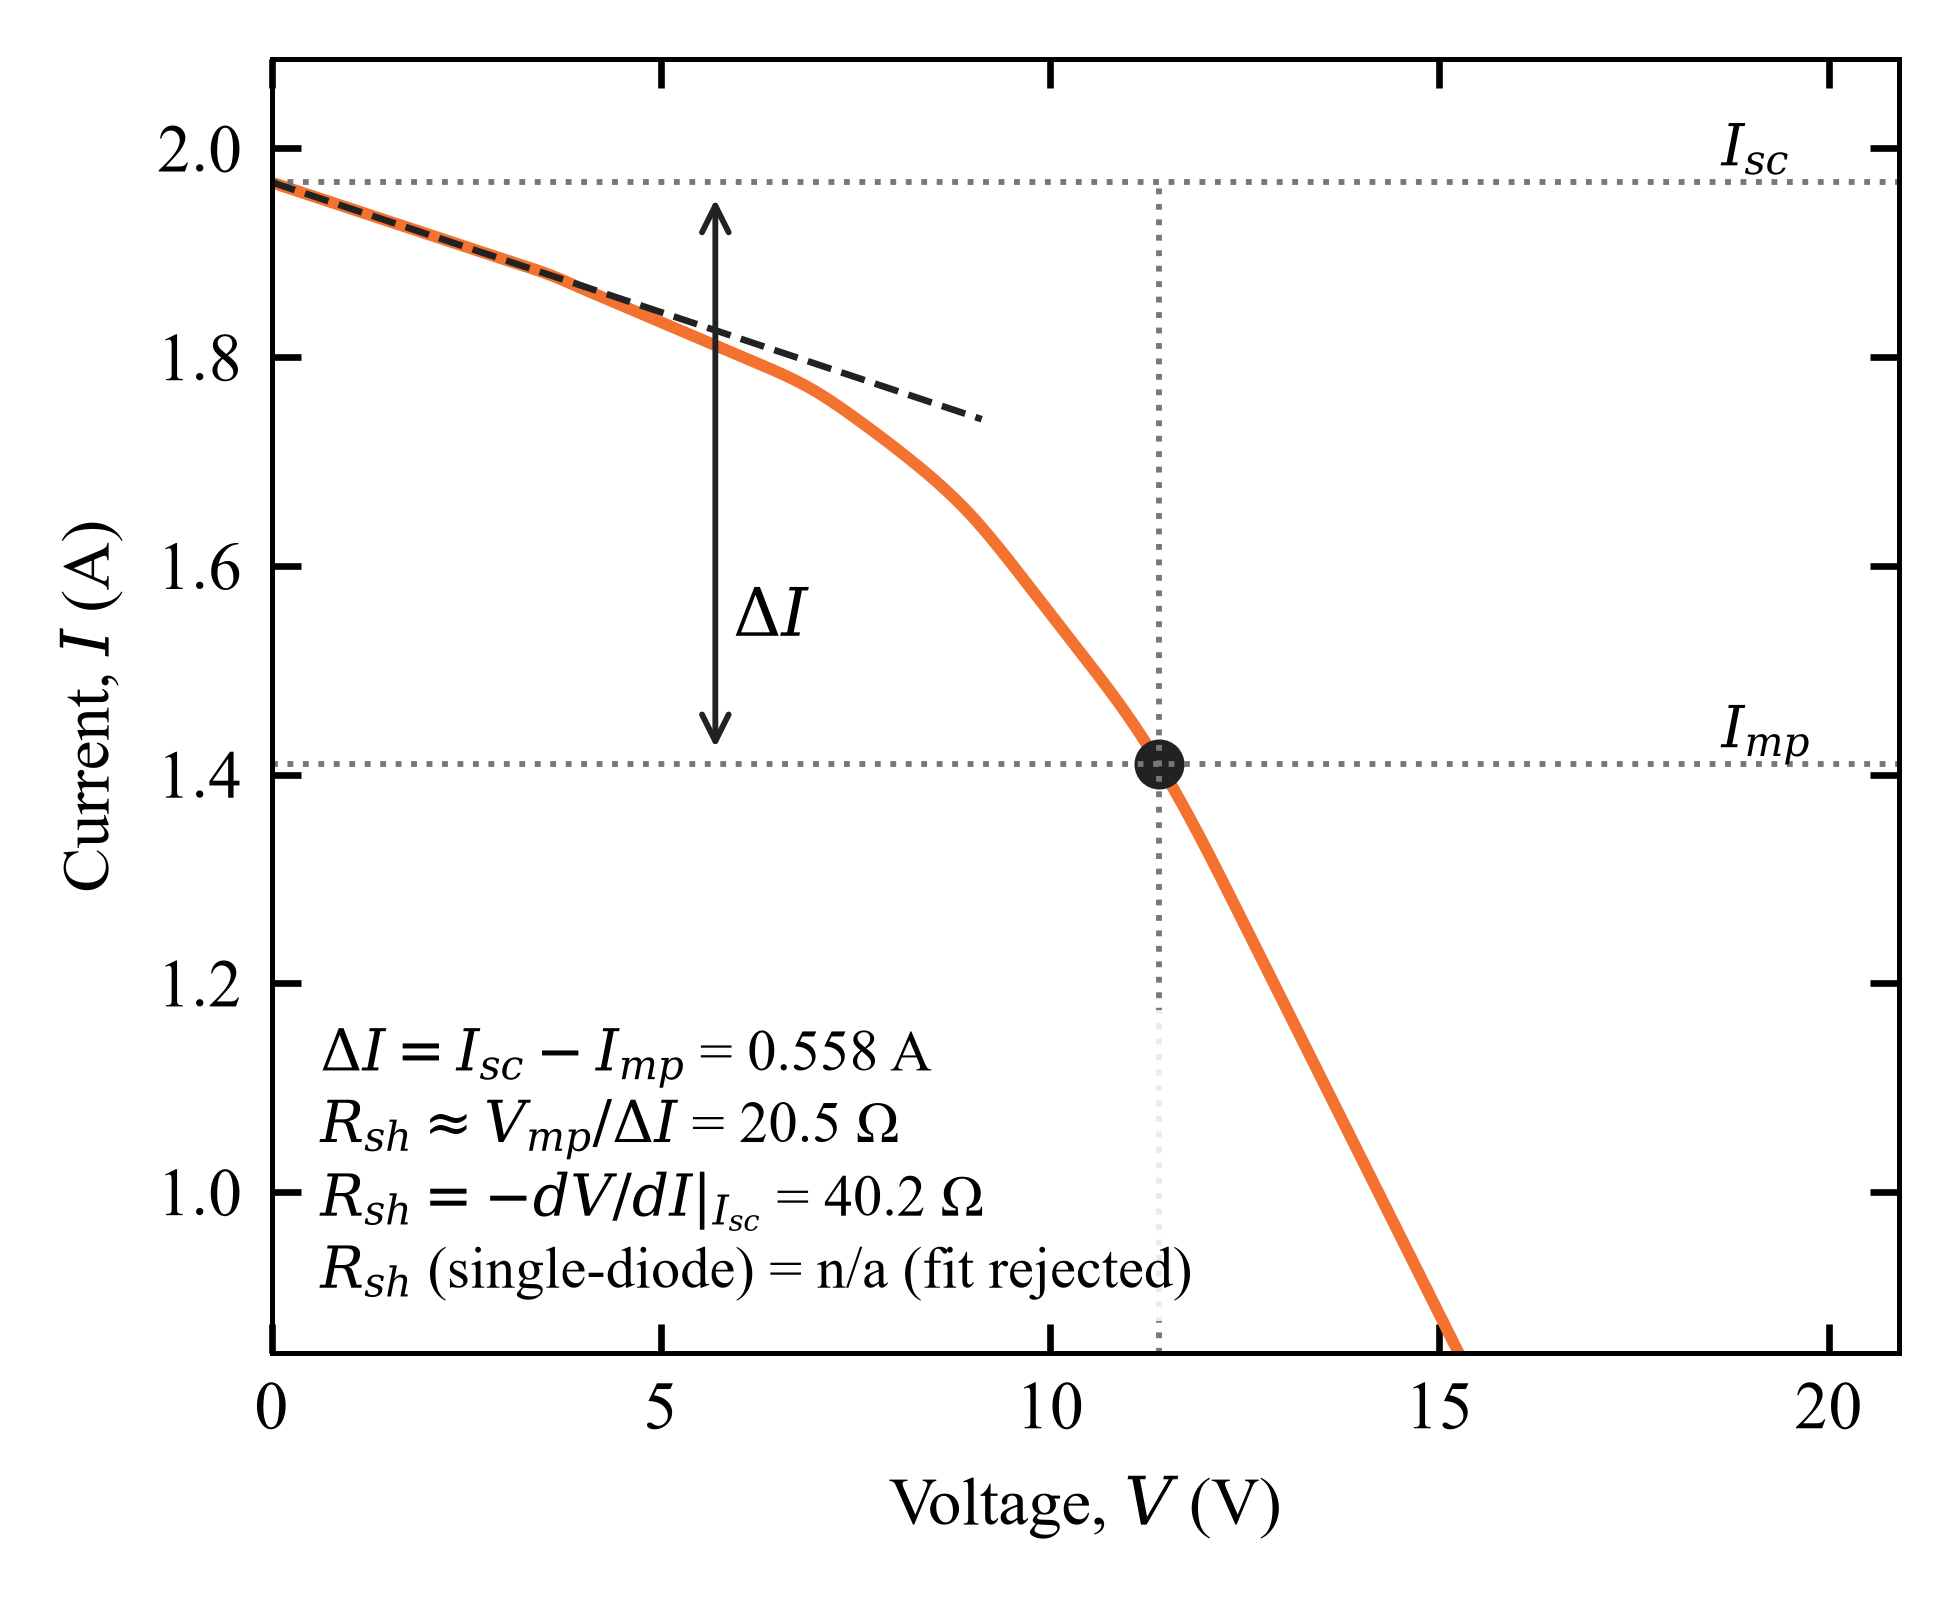 2.0
1.8
1.6
1.4
1.2
1.0
Current, I (A)
I_sc
ΔI
I_mp
ΔI = I_sc − I_mp = 0.558 A
R_sh ≈ V_mp/ΔI = 20.5 Ω
R_sh = −dV/dI|_I_sc = 40.2 Ω
R_sh (single-diode) = n/a (fit rejected)
0 5 10 15 20
Voltage, V (V)